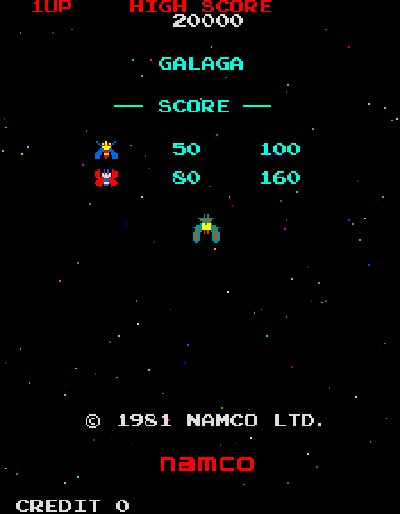 1UP HIGH SCORE
20000
GALAGA
— SCORE —
50 100
80 160
© 1981 NAMCO LTD.
namco
CREDIT 0